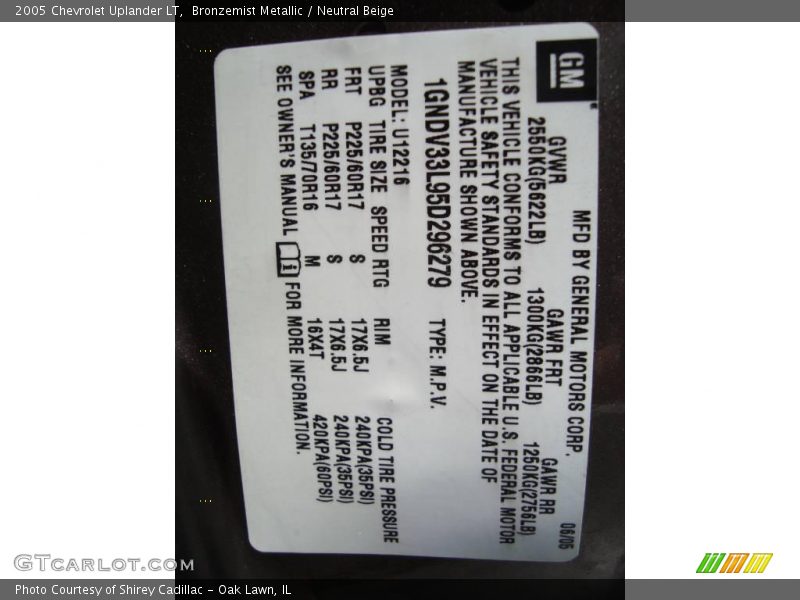 2005 Chevrolet Uplander LT, Bronzemist Metallic / Neutral Beige
GM
MFD BY GENERAL MOTORS CORP. 06/05
GVWR GAWR FRT GAWR RR
2550KG(5622LB) 1300KG(2866LB) 1250KG(2756LB)
THIS VEHICLE CONFORMS TO ALL APPLICABLE U.S. FEDERAL MOTOR
VEHICLE SAFETY STANDARDS IN EFFECT ON THE DATE OF
MANUFACTURE SHOWN ABOVE.
1GNDV33L95D296279 TYPE: M.P.V.
MODEL: U12216
UPBG TIRE SIZE SPEED RTG RIM COLD TIRE PRESSURE
FRT P225/60R17 S 17X6.5J 240KPA(35PSI)
RR P225/60R17 S 17X6.5J 240KPA(35PSI)
SPA T135/70R16 M 16X4T 420KPA(60PSI)
SEE OWNER'S MANUAL i FOR MORE INFORMATION.
GTCarLot.com
Photo Courtesy of Shirey Cadillac - Oak Lawn, IL